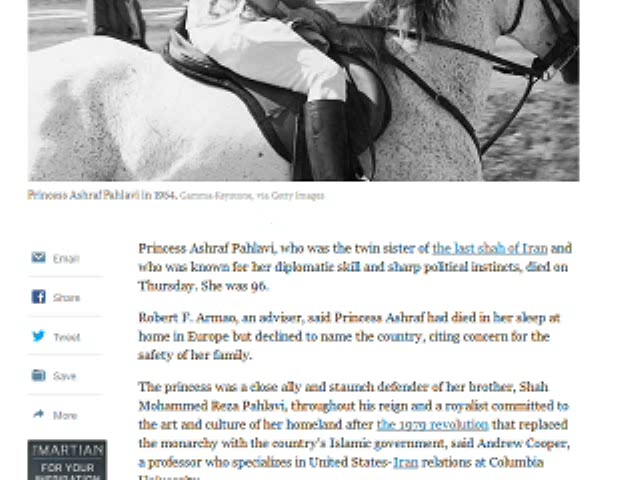 Princess Ashraf Pahlavi in 1964. Gamma-Keystone, via Getty Images
Princess Ashraf Pahlavi, who was the twin sister of the last shah of Iran and
who was known for her diplomatic skill and sharp political instincts, died on
Thursday. She was 96.
Robert F. Armao, an adviser, said Princess Ashraf had died in her sleep at
home in Europe but declined to name the country, citing concern for the
safety of her family.
The princess was a close ally and staunch defender of her brother, Shah
Mohammed Reza Pahlavi, throughout his reign and a royalist committed to
the art and culture of her homeland after the 1979 revolution that replaced
the monarchy with the country's Islamic government, said Andrew Cooper,
a professor who specializes in United States-Iran relations at Columbia
Email
Share
Tweet
Save
More
THE MARTIAN
FOR YOUR